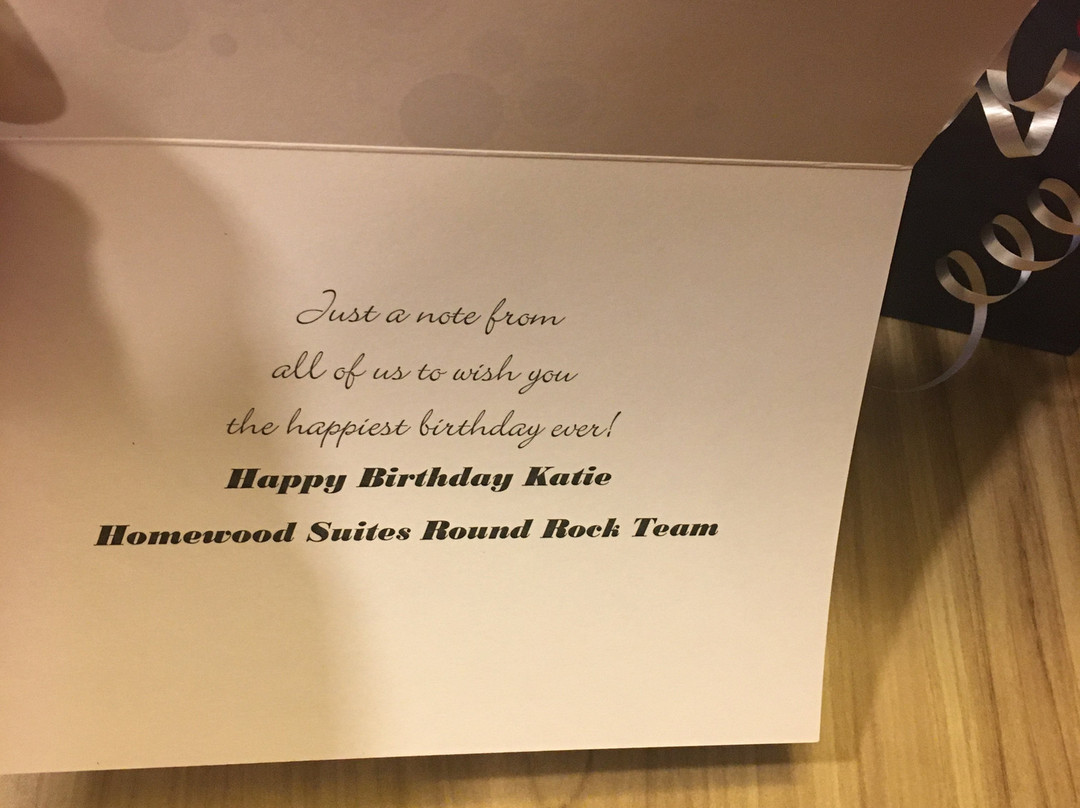 Just a note from
all of us to wish you
the happiest birthday ever!
Happy Birthday Katie
Homewood Suites Round Rock Team